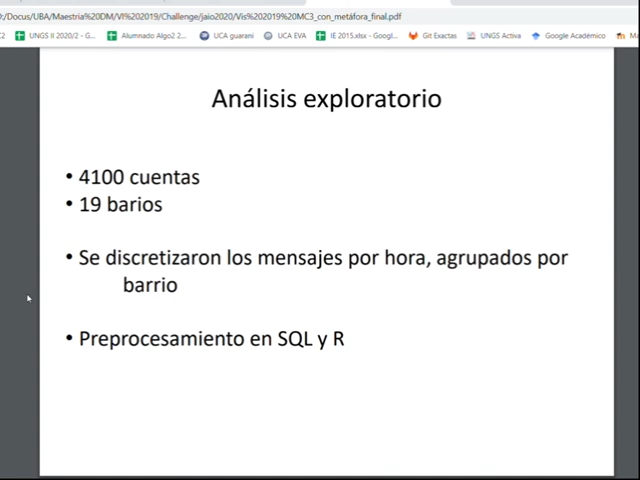 :/Docus/UBA/Maestria%20DM/VI%202019/Challenge/jaio2020/Vis%202019%20MC3_con_metáfora_final.pdf
C2 UNGS II 2020/2 - G... Alumnado Algo2 2... UCA guarani UCA EVA IE 2015.xlsx - Googl... Git Exactas UNGS Activa Google Académico Ma
Análisis exploratorio
• 4100 cuentas
• 19 barios
• Se discretizaron los mensajes por hora, agrupados por
barrio
• Preprocesamiento en SQL y R